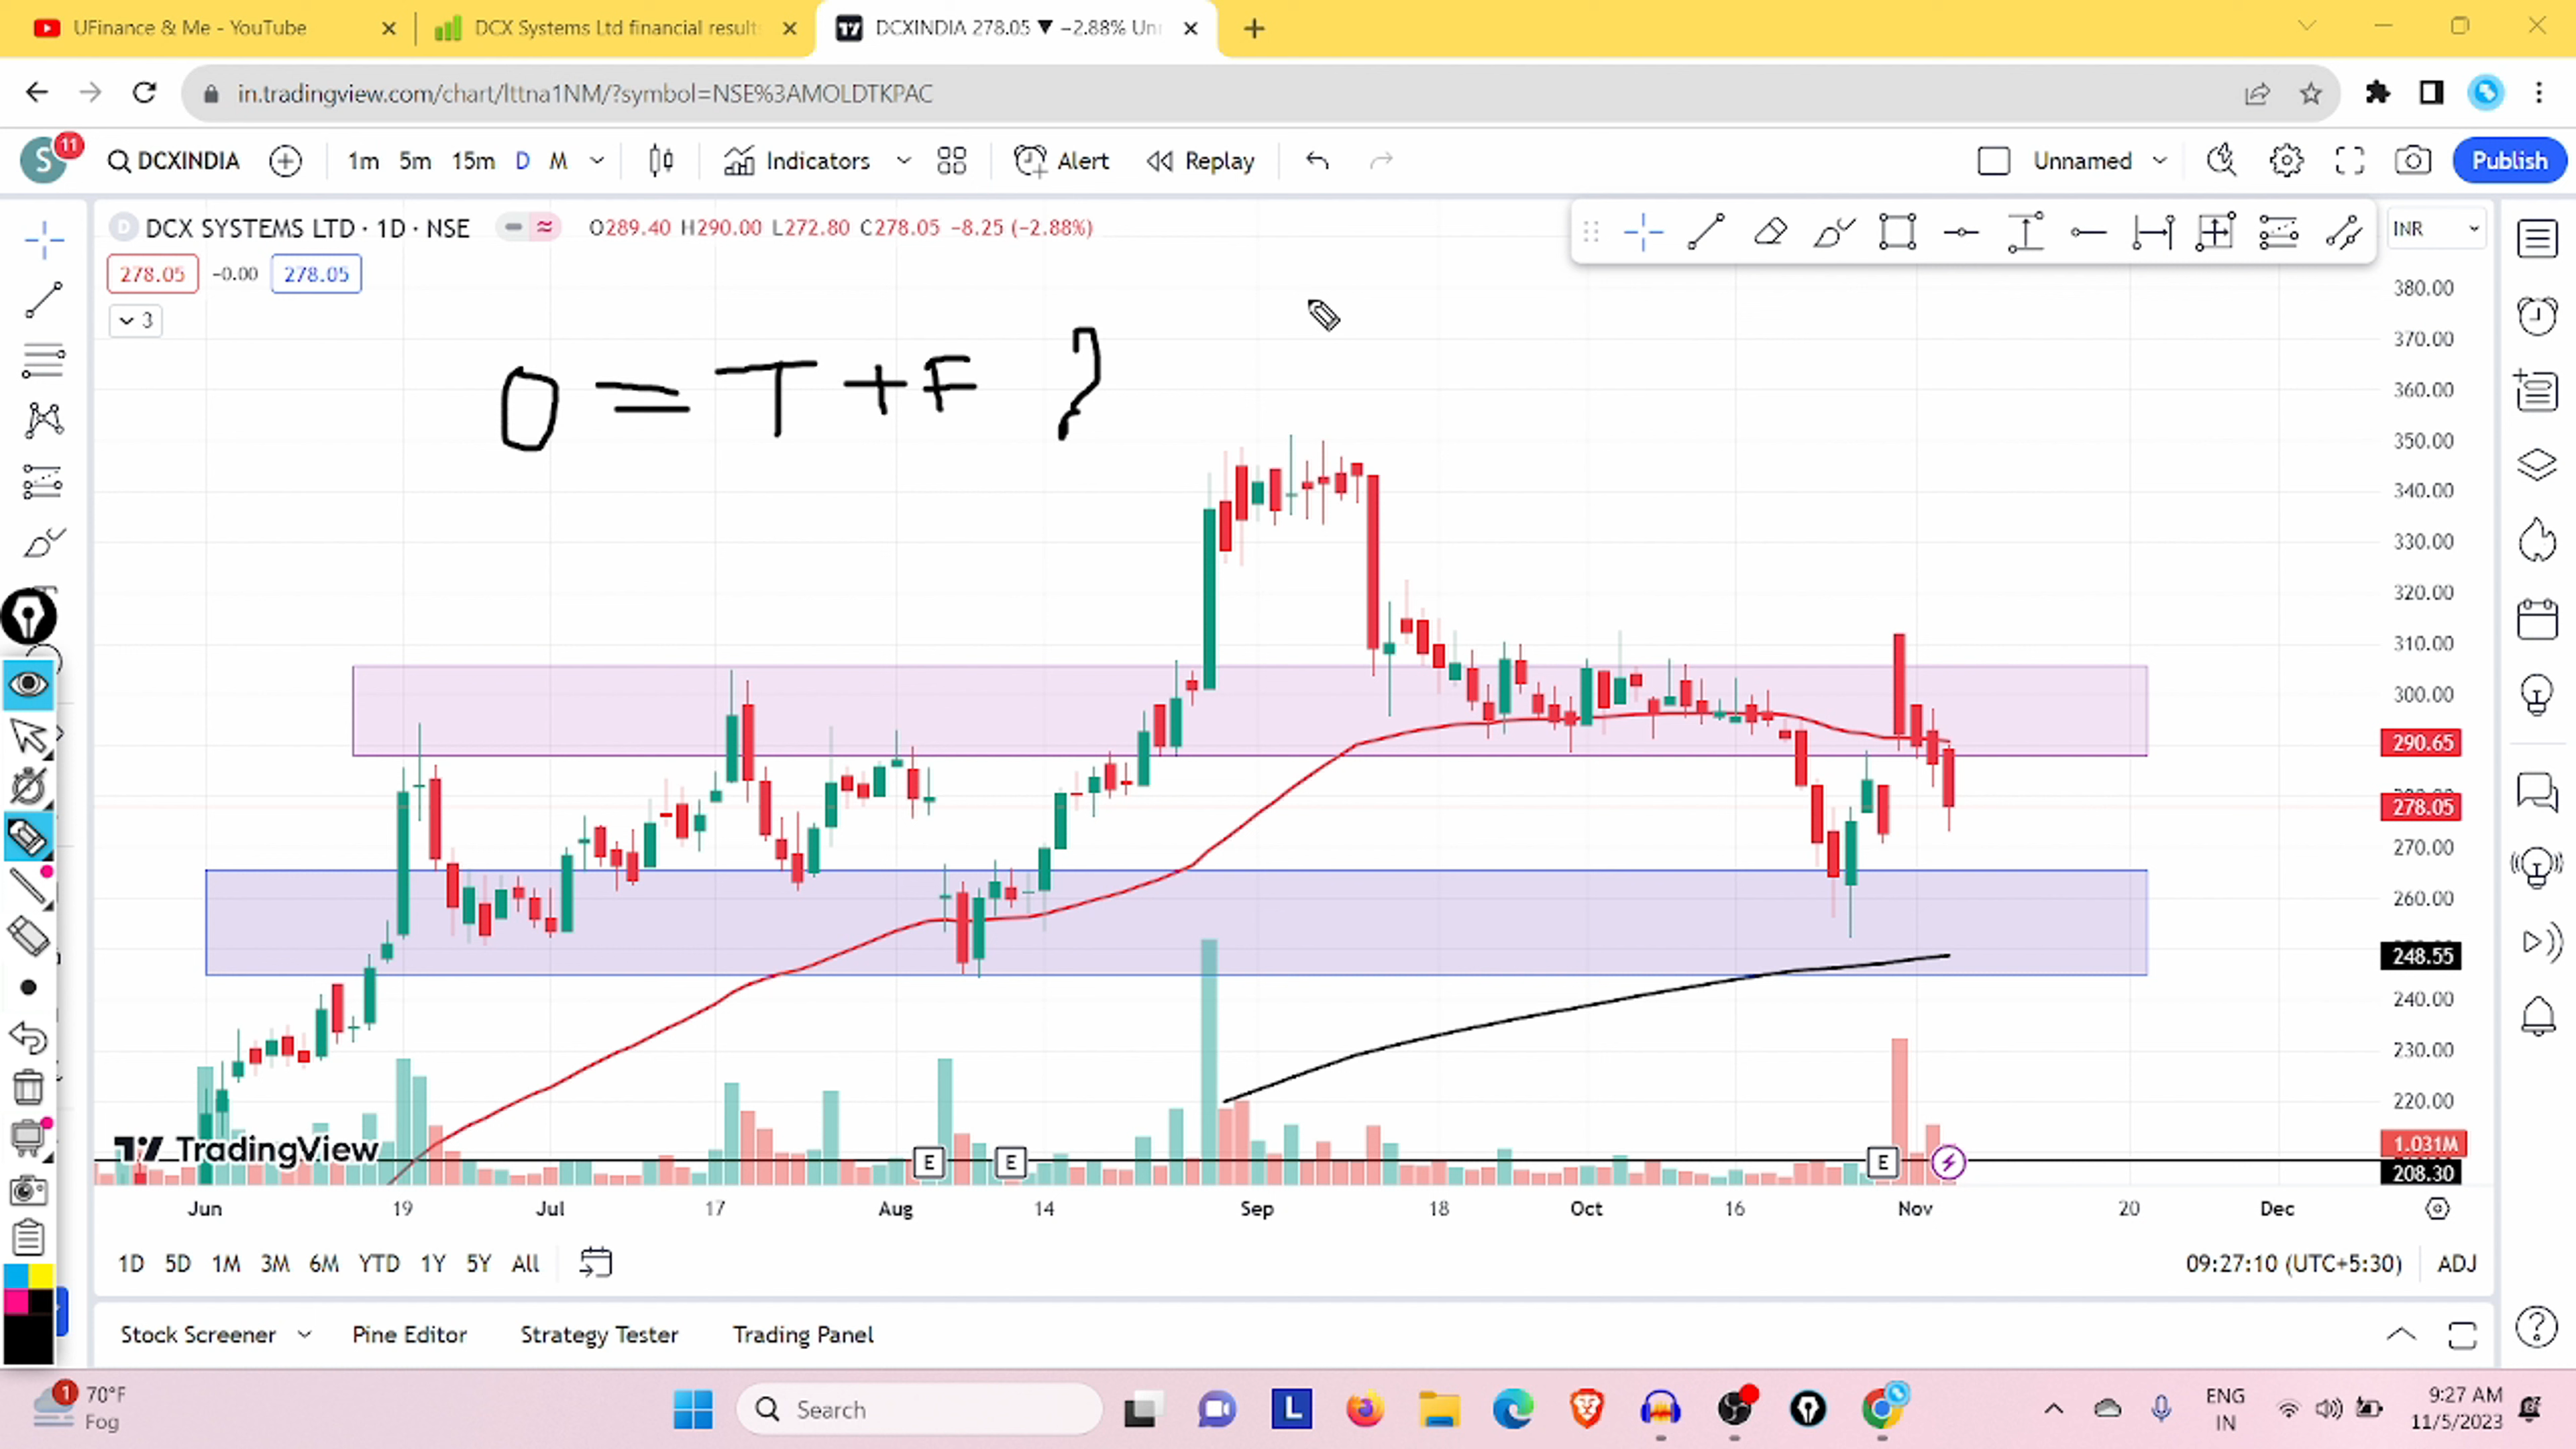 UFinance & Me - YouTube
DCX Systems Ltd financial result
DCXINDIA 278.05 ▼ −2.88% Un
in.tradingview.com/chart/lttna1NM/?symbol=NSE%3AMOLDTKPAC
S 11
DCXINDIA 1m 5m 15m D M Indicators Alert Replay Unnamed Publish
D DCX SYSTEMS LTD · 1D · NSE O289.40 H290.00 L272.80 C278.05 −8.25 (−2.88%)
INR
278.05 −0.00 278.05
3
O = T + F ?
380.00
370.00
360.00
350.00
340.00
330.00
320.00
310.00
300.00
290.65
278.05
270.00
260.00
248.55
240.00
230.00
220.00
1.031M
208.30
TradingView
E E E
Jun 19 Jul 17 Aug 14 Sep 18 Oct 16 Nov 20 Dec
1D 5D 1M 3M 6M YTD 1Y 5Y All 09:27:10 (UTC+5:30) ADJ
Stock Screener Pine Editor Strategy Tester Trading Panel
1 70°F
Fog
Search
L
ENG
IN
9:27 AM
11/5/2023